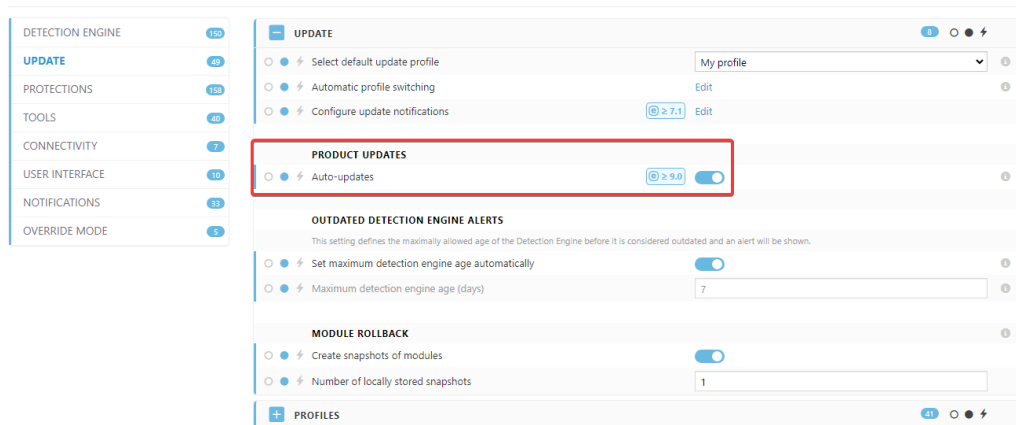 DETECTION ENGINE 150
UPDATE 49
PROTECTIONS 158
TOOLS 40
CONNECTIVITY 7
USER INTERFACE 10
NOTIFICATIONS 33
OVERRIDE MODE 5
UPDATE 8
Select default update profile My profile
Automatic profile switching Edit
Configure update notifications ≥ 7.1 Edit
PRODUCT UPDATES
Auto-updates ≥ 9.0
OUTDATED DETECTION ENGINE ALERTS
This setting defines the maximally allowed age of the Detection Engine before it is considered outdated and an alert will be shown.
Set maximum detection engine age automatically
Maximum detection engine age (days) 7
MODULE ROLLBACK
Create snapshots of modules
Number of locally stored snapshots 1
PROFILES 41